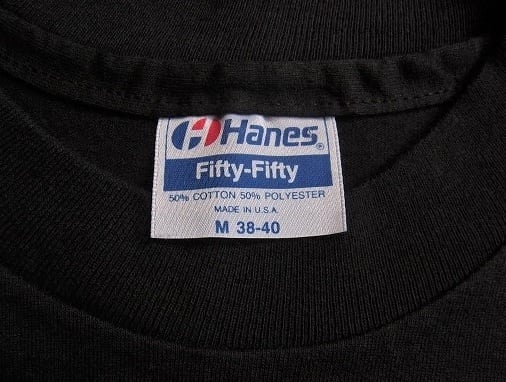 Hanes®
Fifty-Fifty
50% COTTON 50% POLYESTER
MADE IN U.S.A.
M 38-40